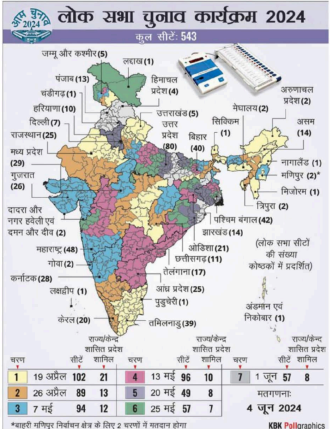 आम चुनाव
2024
लोक सभा चुनाव कार्यक्रम 2024
कुल सीटें: 543
जम्मू और कश्मीर (5)
लद्दाख (1)
पंजाब (13)
हिमाचल
प्रदेश (4)
चंडीगढ़ (1)
हरियाणा (10)
उत्तराखंड (5)
दिल्ली (7)
उत्तर
प्रदेश
(80)
बिहार
(40)
सिक्किम
(1)
मेघालय (2)
अरुणाचल
प्रदेश (2)
असम
(14)
राजस्थान (25)
मध्य प्रदेश
(29)
गुजरात
(26)
नागालैंड (1)
मणिपुर (2)*
मिजोरम (1)
त्रिपुरा (2)
दादरा और
नगर हवेली एवं
दमन और दीव (2)
पश्चिम बंगाल (42)
झारखंड (14)
महाराष्ट्र (48)
ओडिशा (21)
छत्तीसगढ़ (11)
(लोक सभा सीटों
की संख्या
कोष्ठकों में प्रदर्शित)
गोवा (2)
तेलंगाना (17)
कर्नाटक (28)
आंध्र प्रदेश (25)
लक्षद्वीप (1)
पुडुचेरी (1)
अंडमान एवं
निकोबार (1)
केरल (20)
तमिलनाडु (39)
राज्य/केन्द्र शासित प्रदेश
राज्य/केन्द्र शासित प्रदेश
राज्य/केन्द्र शासित प्रदेश
चरण सीटें शामिल चरण सीटें शामिल चरण सीटें शामिल
1 19 अप्रैल 102 21 4 13 मई 96 10 7 1 जून 57 8
2 26 अप्रैल 89 13 5 20 मई 49 8 मतगणनाः
3 7 मई 94 12 6 25 मई 57 7 4 जून 2024
*बाहरी मणिपुर निर्वाचन क्षेत्र के लिए 2 चरणों में मतदान होगा
KBK Pollgraphics